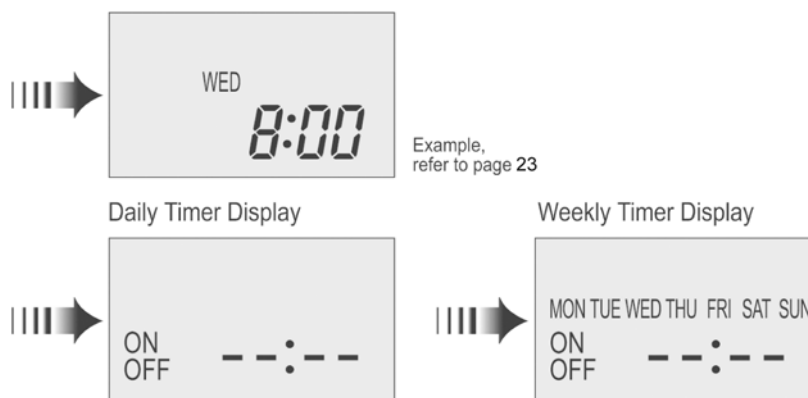 WED
8:00
Example,
refer to page 23
Daily Timer Display
Weekly Timer Display
ON
OFF
--:--
MON TUE WED THU FRI SAT SUN
ON
OFF
--:--